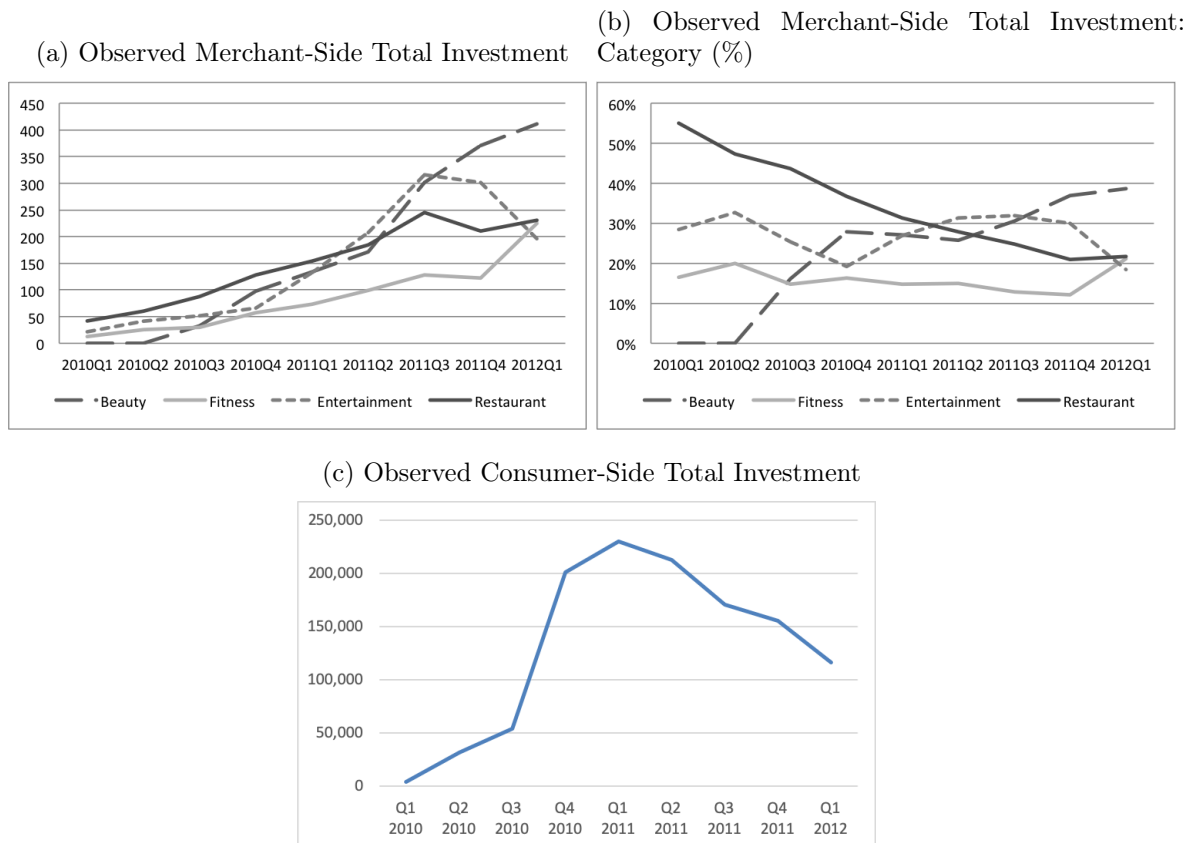 (a) Observed Merchant-Side Total Investment
(b) Observed Merchant-Side Total Investment:
Category (%)
450
400
350
300
250
200
150
100
50
0
2010Q1 2010Q2 2010Q3 2010Q4 2011Q1 2011Q2 2011Q3 2011Q4 2012Q1
Beauty Fitness Entertainment Restaurant
60%
50%
40%
30%
20%
10%
0%
2010Q1 2010Q2 2010Q3 2010Q4 2011Q1 2011Q2 2011Q3 2011Q4 2012Q1
Beauty Fitness Entertainment Restaurant
(c) Observed Consumer-Side Total Investment
250,000
200,000
150,000
100,000
50,000
0
Q1 Q2 Q3 Q4 Q1 Q2 Q3 Q4 Q1
2010 2010 2010 2010 2011 2011 2011 2011 2012